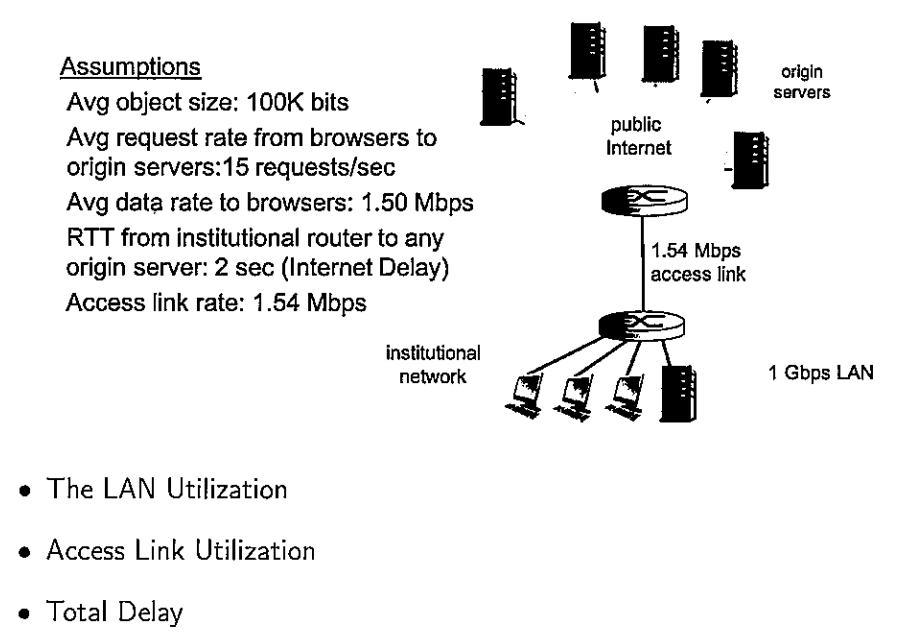 Assumptions
Avg object size: 100K bits
Avg request rate from browsers to
origin servers:15 requests/sec
Avg data rate to browsers: 1.50 Mbps
RTT from institutional router to any
origin server: 2 sec (Internet Delay)
Access link rate: 1.54 Mbps
origin
servers
public
Internet
1.54 Mbps
access link
institutional
network
1 Gbps LAN
• The LAN Utilization
• Access Link Utilization
• Total Delay